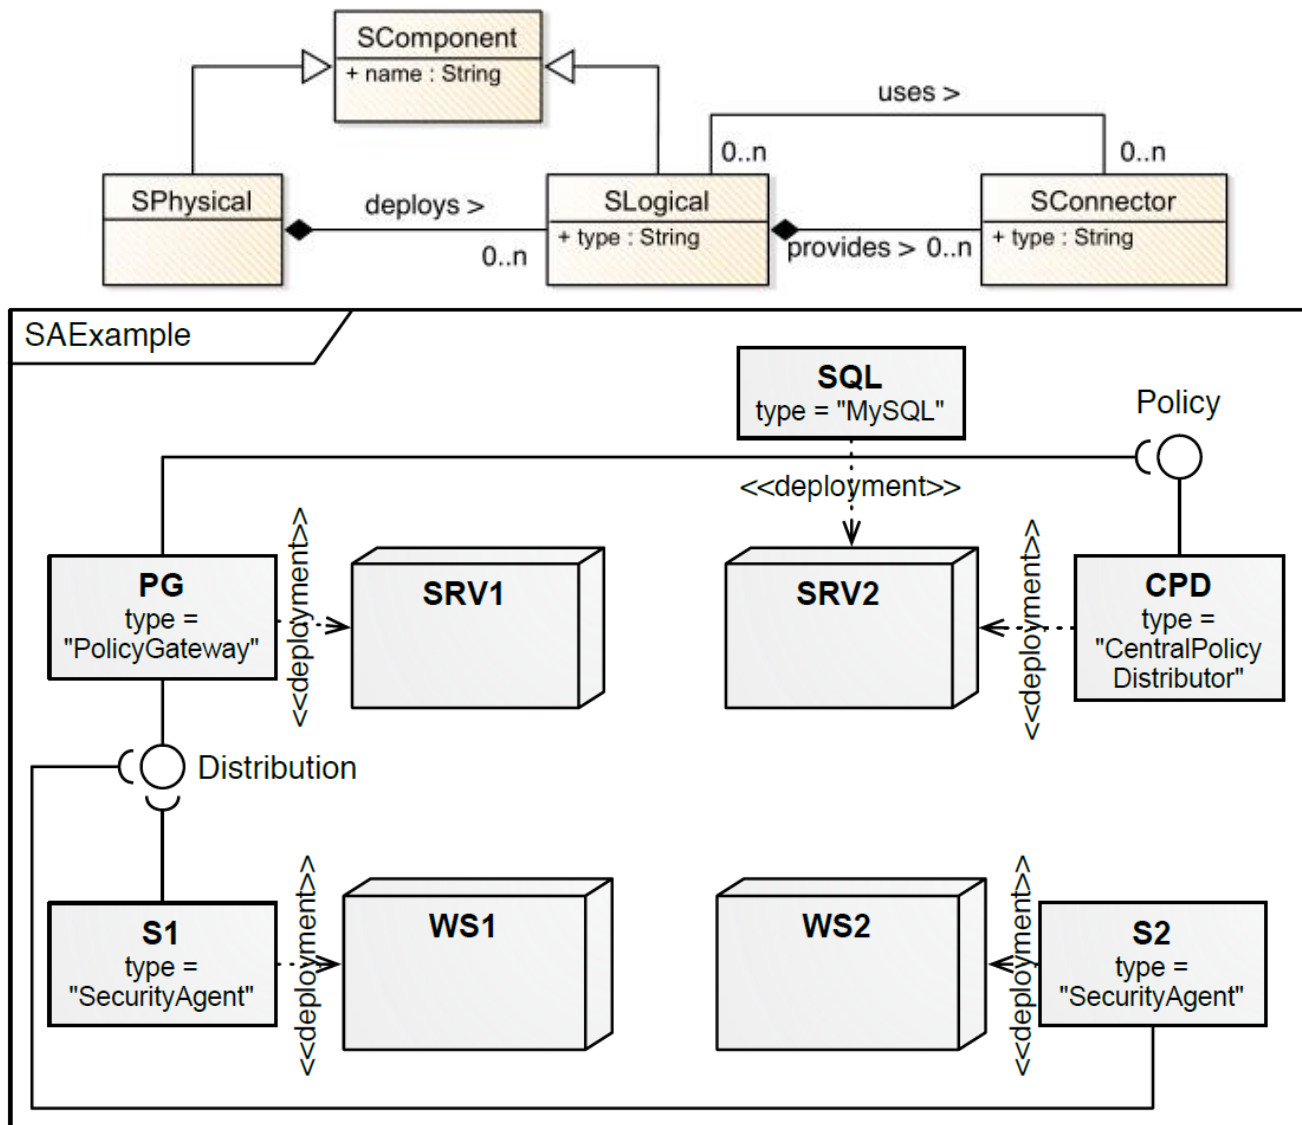 SComponent
+ name : String
uses >
0..n
0..n
SPhysical
deploys >
0..n
SLogical
+ type : String
provides > 0..n
SConnector
+ type : String
SAExample
SQL
type = "MySQL"
Policy
<<deployment>>
PG
type =
"PolicyGateway"
<<deployment>>
SRV1
SRV2
<<deployment>>
CPD
type =
"CentralPolicy
Distributor"
Distribution
S1
type =
"SecurityAgent"
<<deployment>>
WS1
WS2
<<deployment>>
S2
type =
"SecurityAgent"